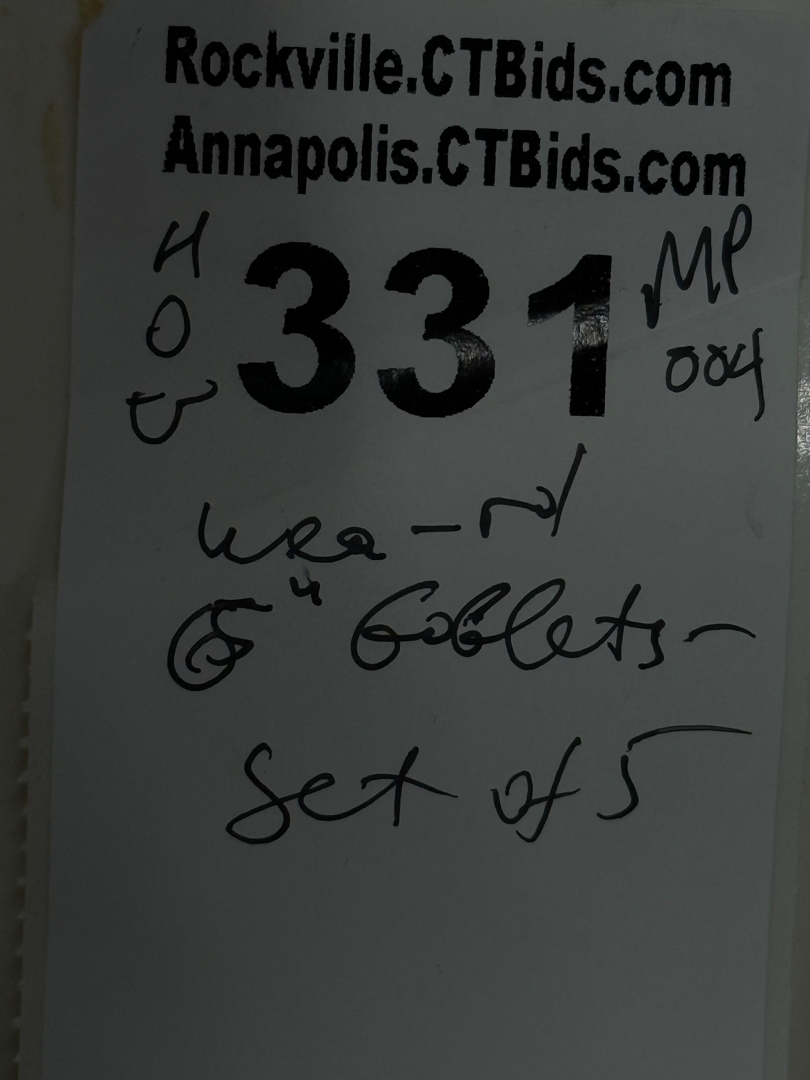 Rockville.CTBids.com
Annapolis.CTBids.com
H 331 MP
O 004
5" Goblets -
Set of 5